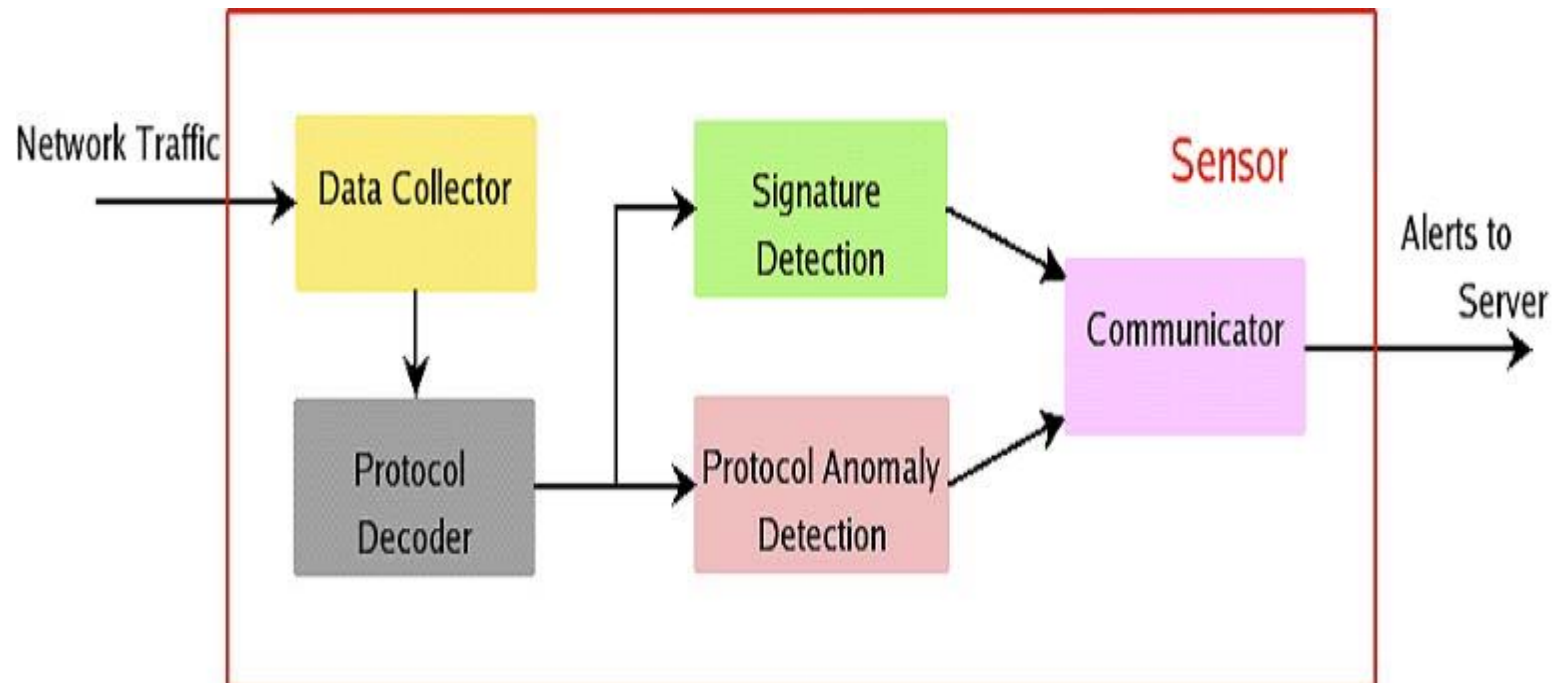 Network Traffic
Data Collector
Protocol
Decoder
Signature
Detection
Protocol Anomaly
Detection
Sensor
Communicator
Alerts to
Server